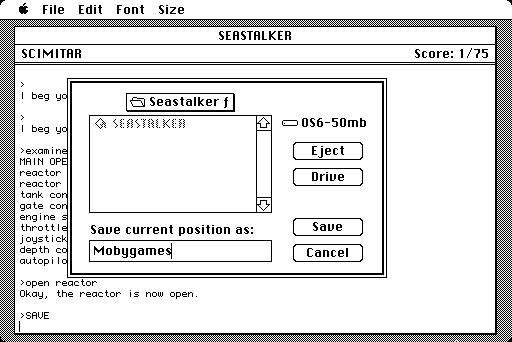 File Edit Font Size
SEASTALKER
SCIMITAR Score: 1/75
>
I beg yo
>
I beg yo
>examine
MAIN OPE
reactor
reactor
tank con
gate con
engine s
throttle
joystick
depth co
autopilo
Seastalker ƒ
SEASTALKER
OS6-50mb
Eject
Drive
Save current position as:
Save
Mobygames
Cancel
>open reactor
Okay, the reactor is now open.
>SAVE